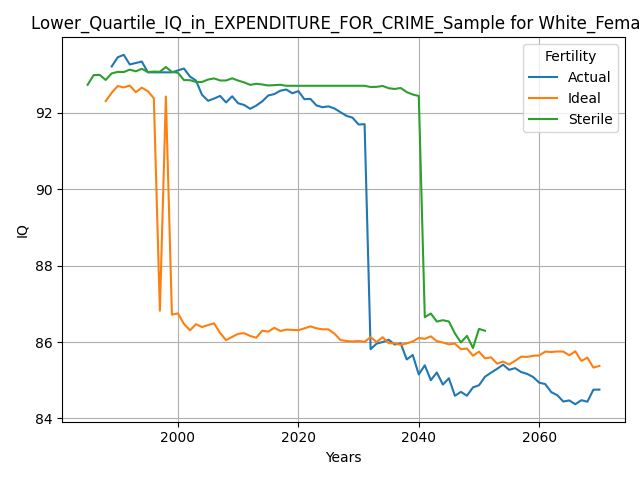 Lower_Quartile_IQ_in_EXPENDITURE_FOR_CRIME_Sample for White_Fema
Fertility
Actual
Ideal
Sterile
IQ
92
90
88
86
84
2000 2020 2040 2060
Years